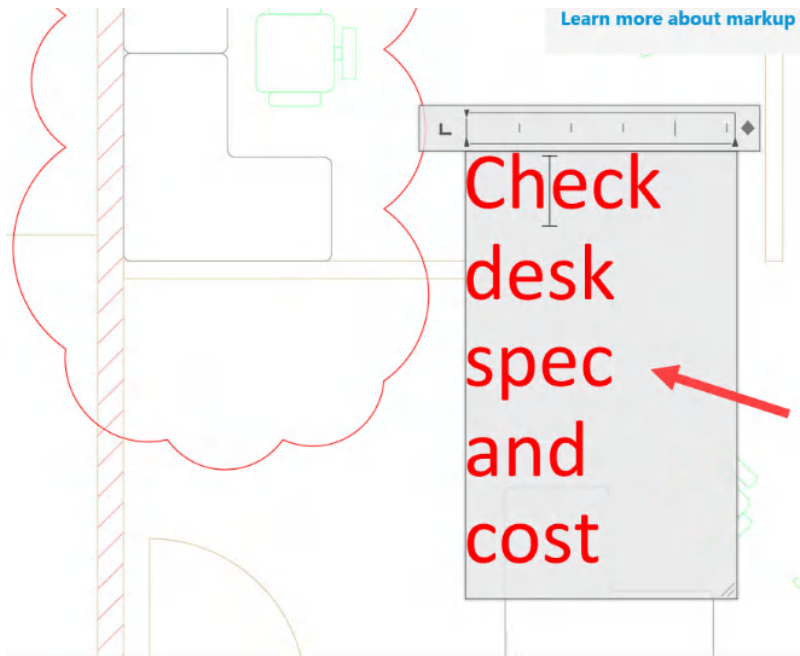 Learn more about markup
Check
desk
spec
and
cost